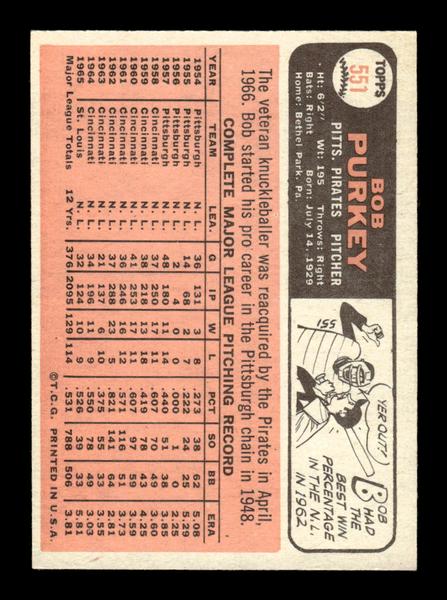 TOPPS
551
BOB
PURKEY
PITTS. PIRATES PITCHER
Ht: 6'2" Wt: 195 Throws: Right
Bats: Right Born: July 14, 1929
Home: Bethel Park, Pa.
551
YER OUT!
BOB
HAD
THE
BEST WIN
PERCENTAGE
IN THE N.L.
IN 1962
The veteran knuckleballer was reacquired by the Pirates in April,
1966. Bob started his pro career in the Pittsburgh chain in 1948.
COMPLETE MAJOR LEAGUE PITCHING RECORD
YEAR TEAM LEA. G IP W L PCT SO BB ERA
1954 Pittsburgh N. L. 36 131 3 8 .273 38 62 5.08
1955 Pittsburgh N. L. 14 68 2 7 .222 24 25 5.29
1956 Pittsburgh N. L. 2 4 0 0 .000 1 0 2.25
1957 Pittsburgh N. L. 48 180 11 14 .440 51 38 3.85
1958 Cincinnati N. L. 37 250 17 11 .607 70 49 3.60
1959 Cincinnati N. L. 38 218 13 18 .419 78 43 4.25
1960 Cincinnati N. L. 41 253 17 11 .607 97 59 3.59
1961 Cincinnati N. L. 36 246 16 12 .571 116 51 3.73
1962 Cincinnati N. L. 37 288 23 5 .821 141 64 2.81
1963 Cincinnati N. L. 21 137 6 10 .375 55 33 3.55
1964 Cincinnati N. L. 34 196 11 9 .550 78 49 3.03
1965 St. Louis N. L. 32 124 10 9 .526 39 33 5.81
Major League Totals 12 Yrs. 376 2095 129 114 .531 788 506 3.81
©T.C.G. PRINTED IN U.S.A.